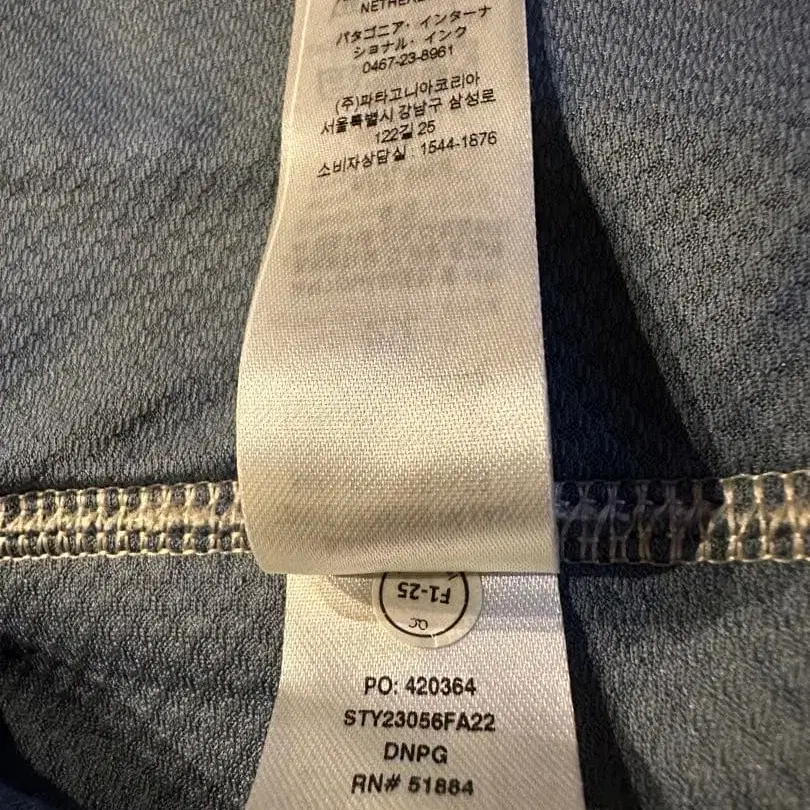 NETHERL
パタゴニア・インターナ
ショナル・インク
0467-23-8961
(주)파타고니아코리아
서울특별시 강남구 삼성로
122길 25
소비자상담실 : 1544-1876
F1-25
QC
PO: 420364
STY23056FA22
DNPG
RN# 51884